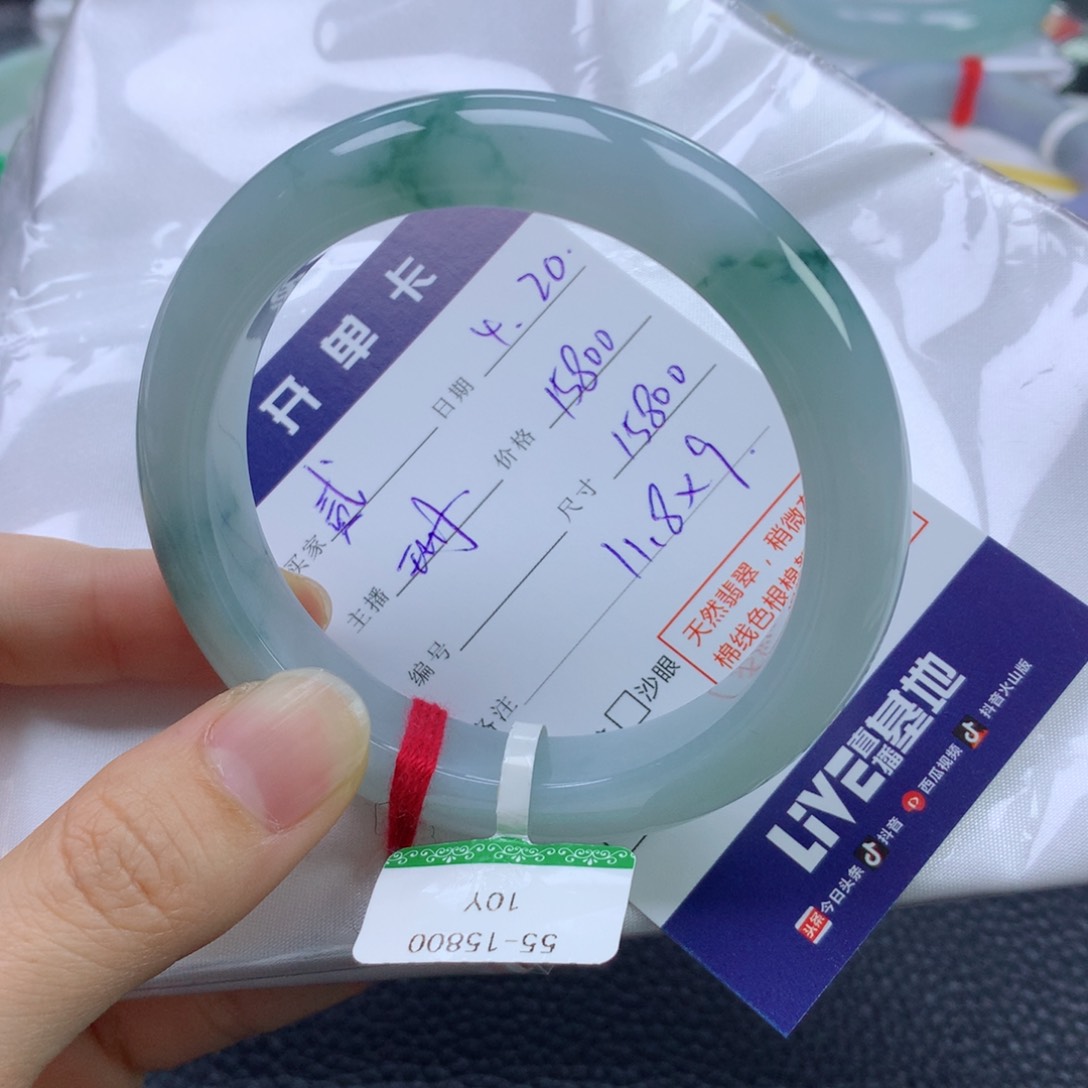 开单卡
买家 贰 日期 4.20.
主播 价格 15800
编号 尺寸 15800
备注 11.8×9.
沙眼
天然翡翠，稍微
棉线色根棉
LiVE直播基地
头条 今日头条 抖音 西瓜视频 抖音火山版
10Y
55-15800